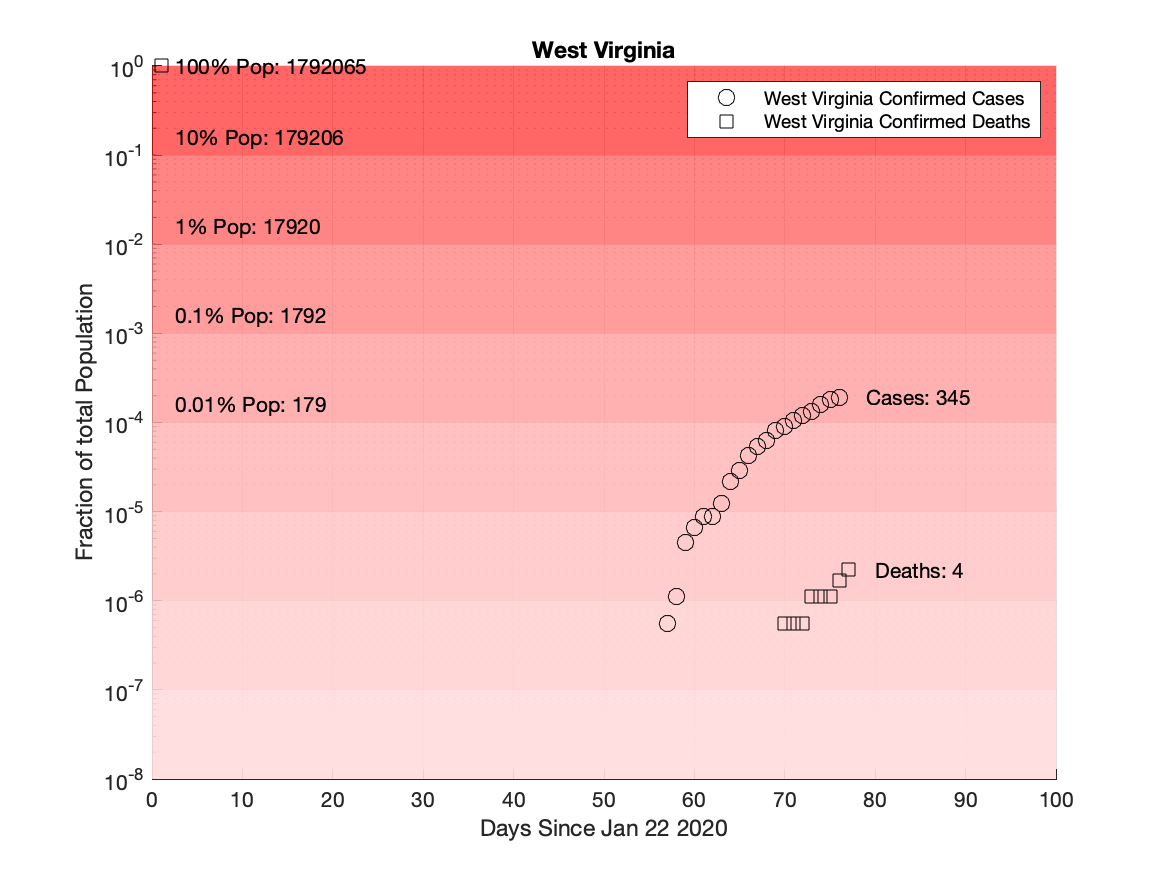 West Virginia
10^0
100% Pop: 1792065
West Virginia Confirmed Cases
West Virginia Confirmed Deaths
10% Pop: 179206
10^-1
1% Pop: 17920
10^-2
0.1% Pop: 1792
10^-3
0.01% Pop: 179
Cases: 345
10^-4
10^-5
Deaths: 4
10^-6
10^-7
10^-8
Fraction of total Population
0 10 20 30 40 50 60 70 80 90 100
Days Since Jan 22 2020